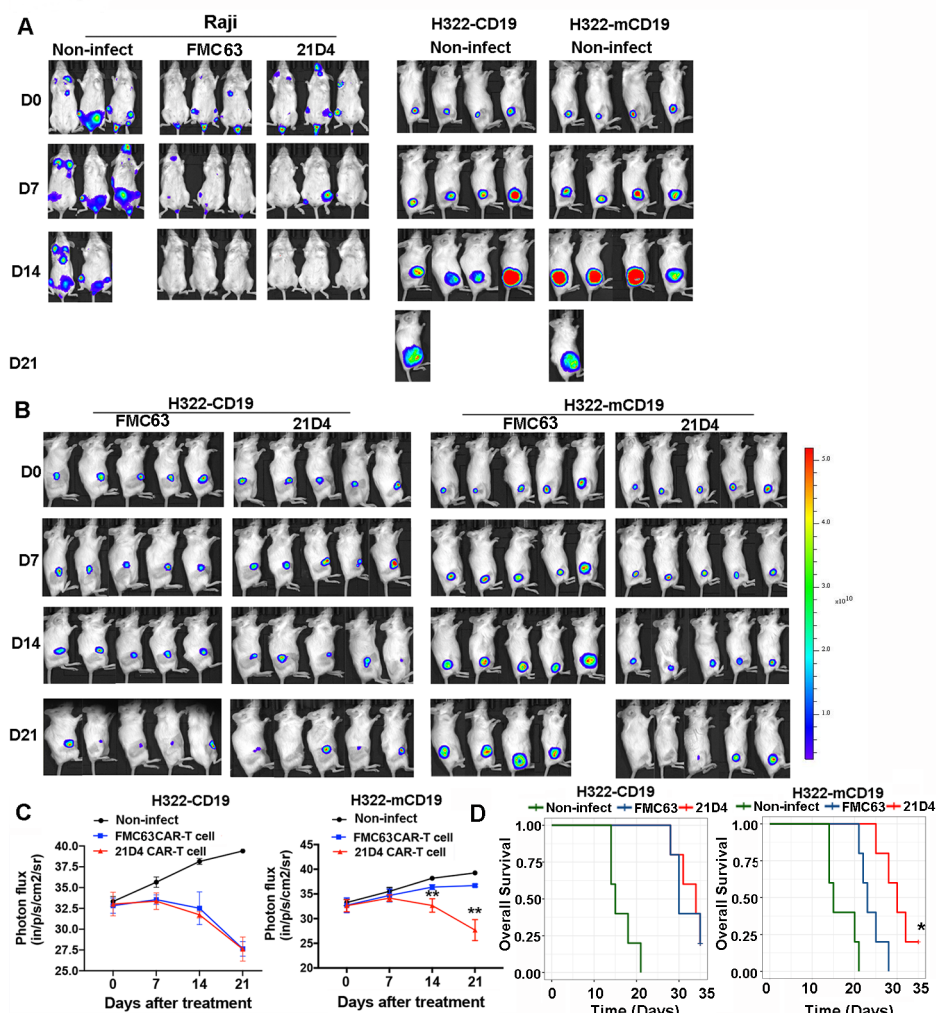 A
Raji
Non-infect FMC63 21D4
H322-CD19
Non-infect
H322-mCD19
Non-infect
D0
D7
D14
D21
B
H322-CD19
FMC63 21D4
H322-mCD19
FMC63 21D4
D0
D7
D14
D21
5.0
4.0
3.0
x10^10
2.0
1.0
C
H322-CD19
Non-infect
FMC63CAR-T cell
21D4 CAR-T cell
Photon flux
(in/p/s/cm2/sr)
40.0
37.5
35.0
32.5
30.0
27.5
25.0
0 7 14 21
Days after treatment
H322-mCD19
Non-infect
FMC63CAR-T cell
21D4 CAR-T cell
Photon flux
(in/p/s/cm2/sr)
45
40
35
30
25
20
**
**
0 7 14 21
Days after treatment
D
H322-CD19
Non-infect FMC63 21D4
Overall Survival
1.00
0.75
0.50
0.25
0.00
0 10 20 30 35
Time (Days)
H322-mCD19
Non-infect FMC63 21D4
Overall Survival
1.00
0.75
0.50
0.25
0.00
*
0 10 20 30 35
Time (Days)